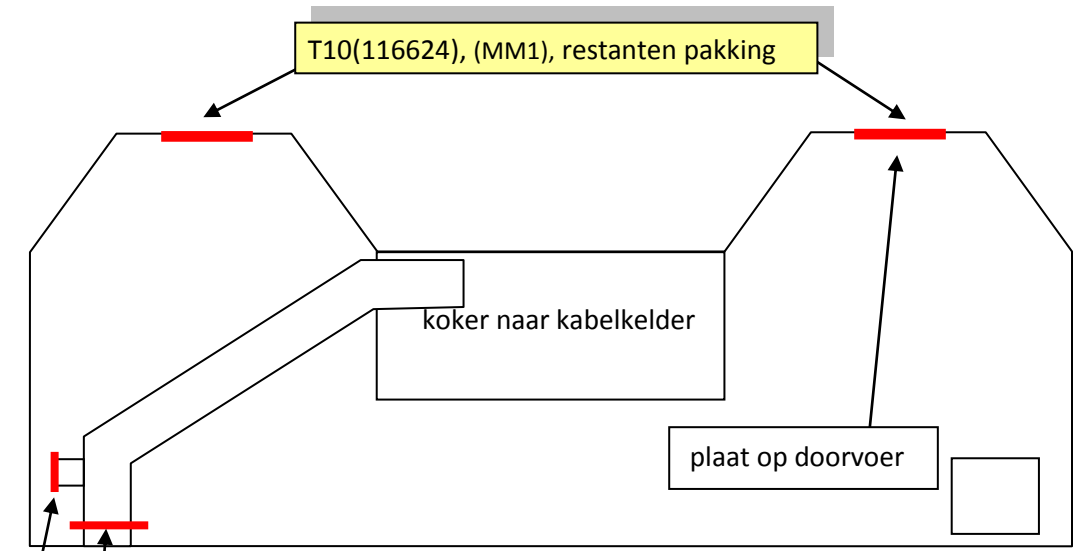 T10(116624), (MM1), restanten pakking
koker naar kabelkelder
plaat op doorvoer